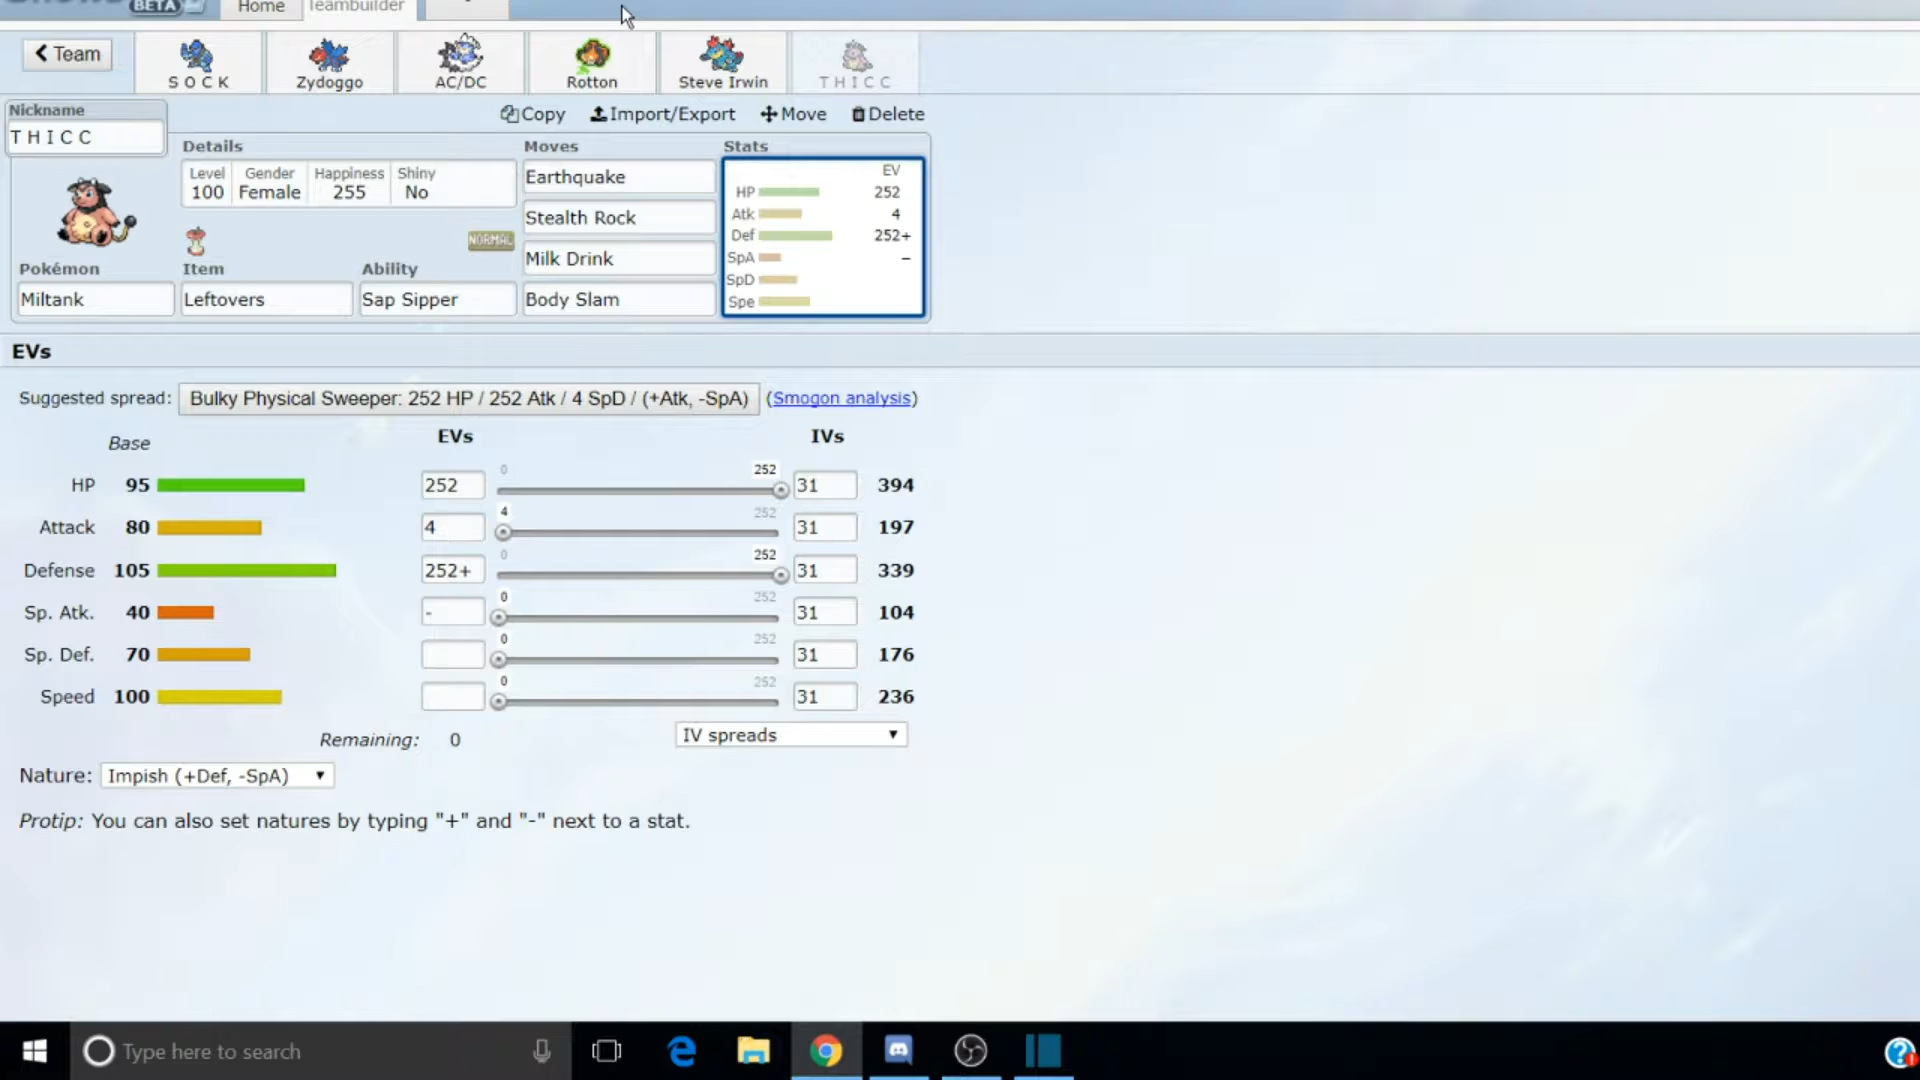 BETA
Home
Teambuilder
Team
S O C K
Zydoggo
AC/DC
Rotton
Steve Irwin
T H I C C
Nickname
T H I C C
Copy
Import/Export
Move
Delete
Details
Moves
Stats
Level
100
Gender
Female
Happiness
255
Shiny
No
NORMAL
Pokémon
Miltank
Item
Leftovers
Ability
Sap Sipper
Earthquake
Stealth Rock
Milk Drink
Body Slam
EV
HP 252
Atk 4
Def 252+
SpA −
SpD
Spe
EVs
Suggested spread: Bulky Physical Sweeper: 252 HP / 252 Atk / 4 SpD / (+Atk, -SpA) (Smogon analysis)
Base EVs IVs
HP 95 252 0 252 31 394
Attack 80 4 4 252 31 197
Defense 105 252+ 0 252 31 339
Sp. Atk. 40 - 0 252 31 104
Sp. Def. 70 0 252 31 176
Speed 100 0 252 31 236
Remaining: 0
IV spreads
Nature: Impish (+Def, -SpA)
Protip: You can also set natures by typing "+" and "-" next to a stat.
Type here to search